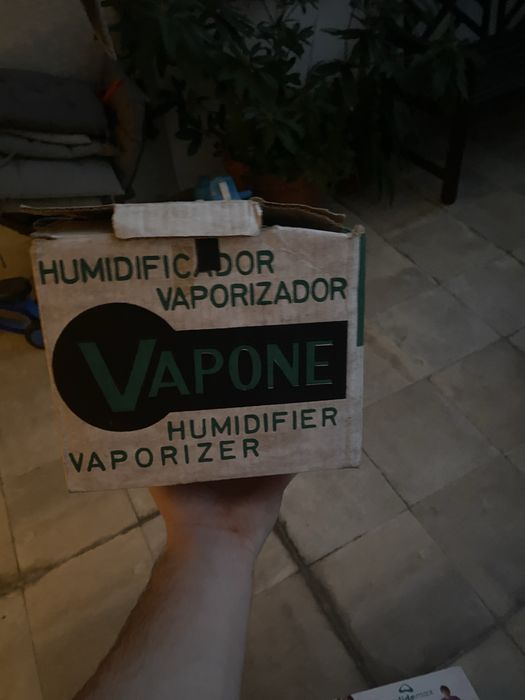 HUMIDIFICADOR
VAPORIZADOR
VAPONE
HUMIDIFIER
VAPORIZER